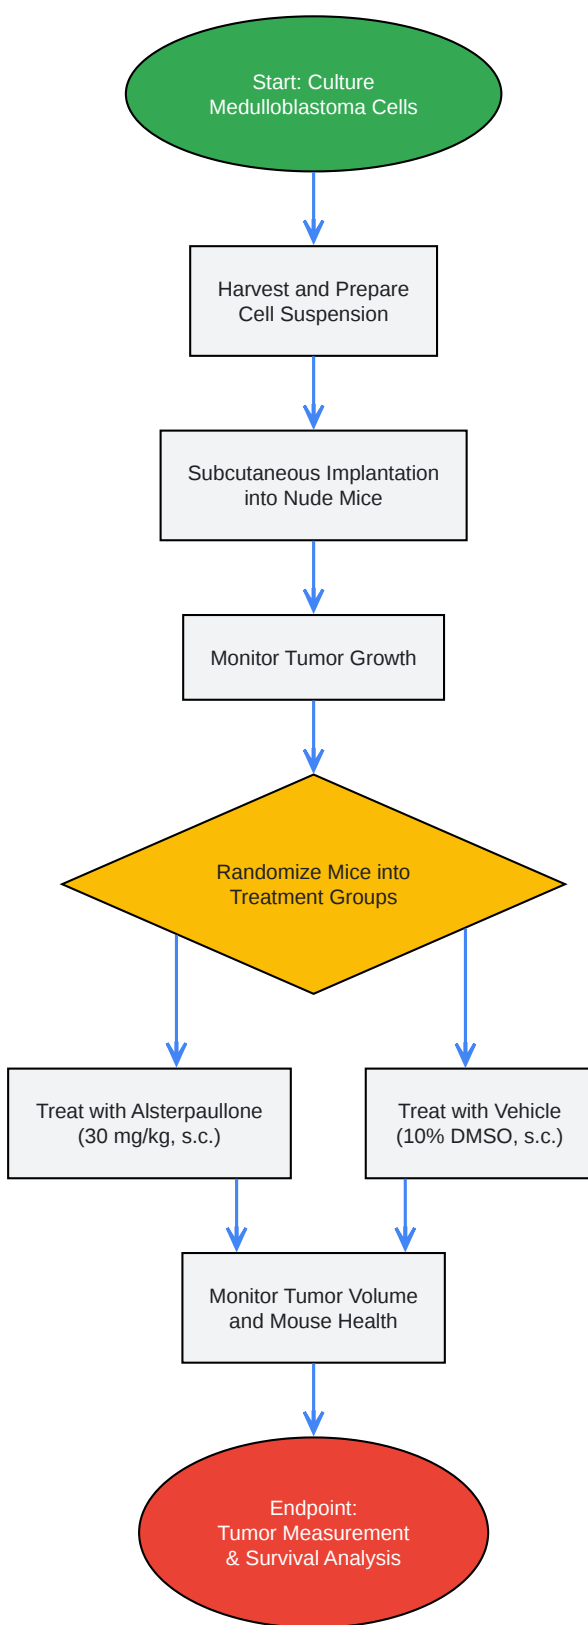 Start: Culture
Medulloblastoma Cells
Harvest and Prepare
Cell Suspension
Subcutaneous Implantation
into Nude Mice
Monitor Tumor Growth
Randomize Mice into
Treatment Groups
Treat with Alsterpaullone
(30 mg/kg, s.c.)
Treat with Vehicle
(10% DMSO, s.c.)
Monitor Tumor Volume
and Mouse Health
Endpoint:
Tumor Measurement
& Survival Analysis